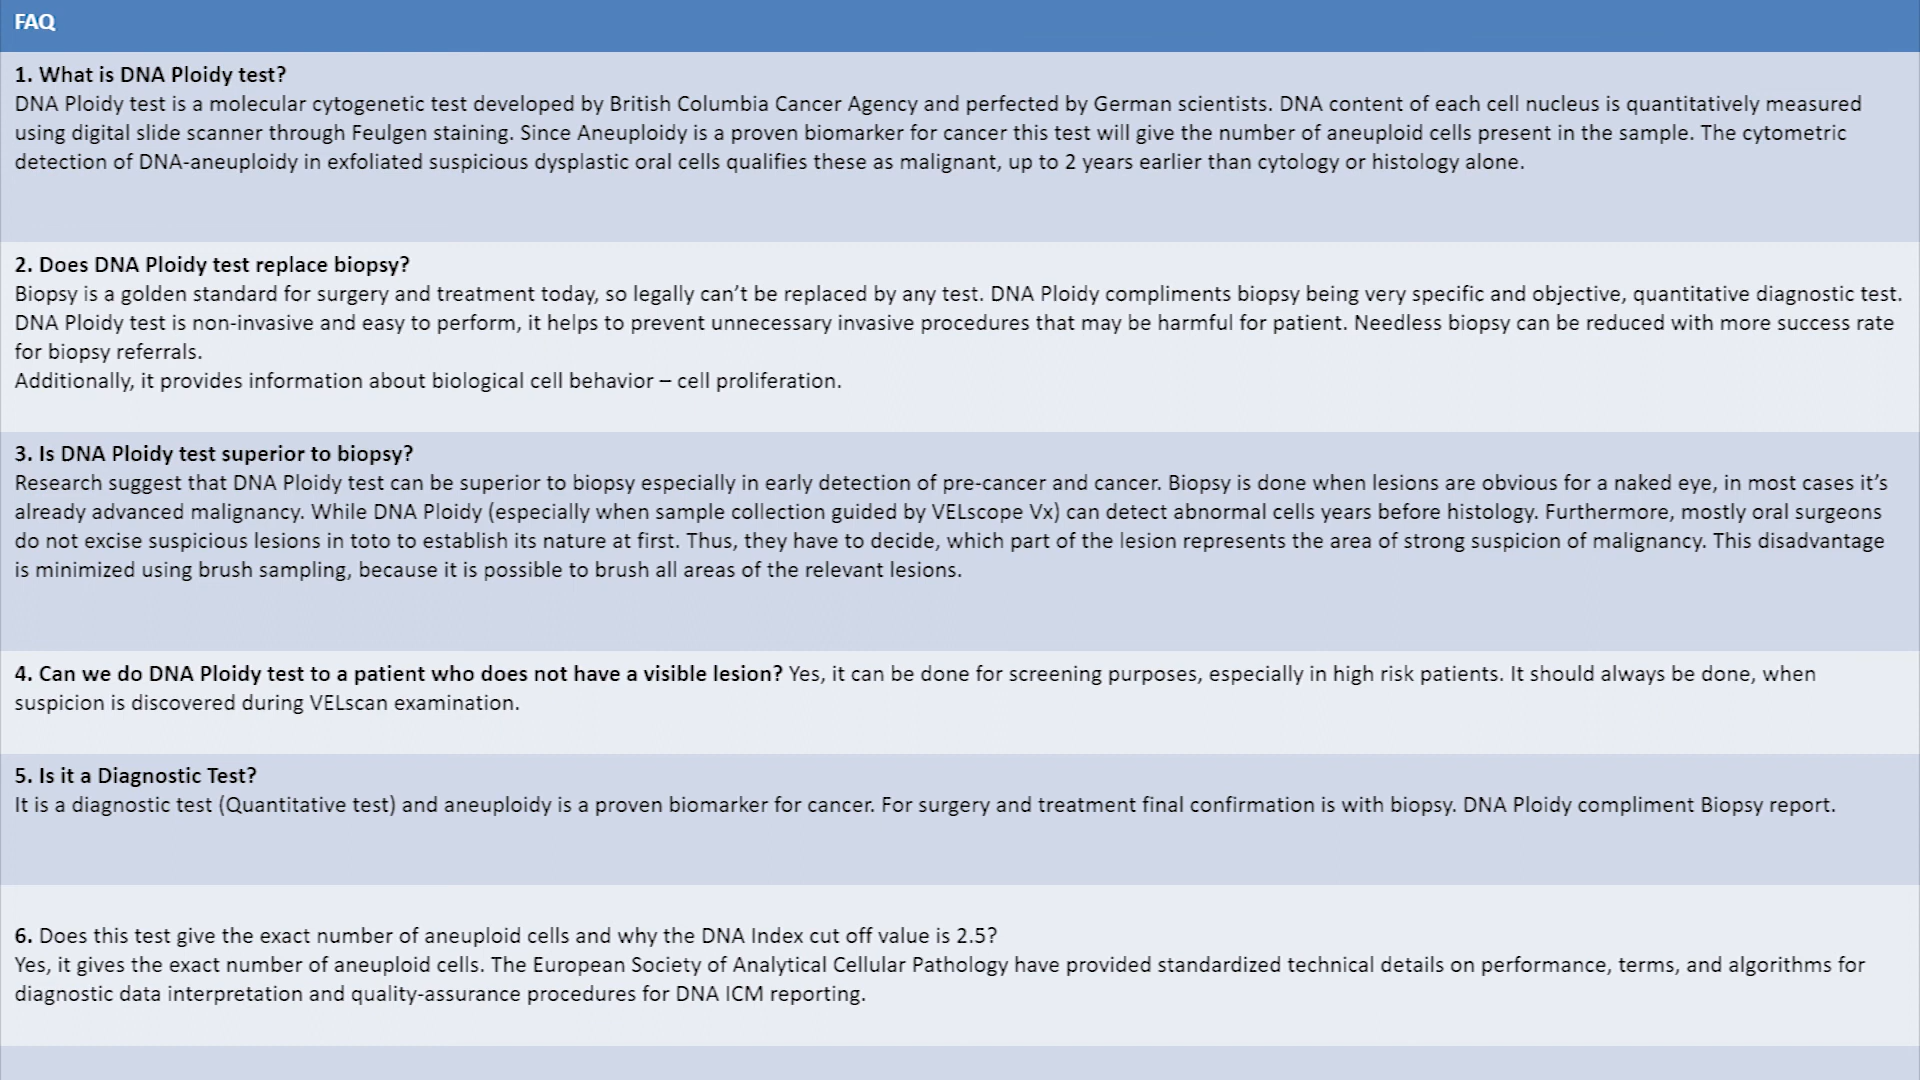 FAQ
1. What is DNA Ploidy test?
DNA Ploidy test is a molecular cytogenetic test developed by British Columbia Cancer Agency and perfected by German scientists. DNA content of each cell nucleus is quantitatively measured
using digital slide scanner through Feulgen staining. Since Aneuploidy is a proven biomarker for cancer this test will give the number of aneuploid cells present in the sample. The cytometric
detection of DNA-aneuploidy in exfoliated suspicious dysplastic oral cells qualifies these as malignant, up to 2 years earlier than cytology or histology alone.
2. Does DNA Ploidy test replace biopsy?
Biopsy is a golden standard for surgery and treatment today, so legally can’t be replaced by any test. DNA Ploidy compliments biopsy being very specific and objective, quantitative diagnostic test.
DNA Ploidy test is non-invasive and easy to perform, it helps to prevent unnecessary invasive procedures that may be harmful for patient. Needless biopsy can be reduced with more success rate
for biopsy referrals.
Additionally, it provides information about biological cell behavior – cell proliferation.
3. Is DNA Ploidy test superior to biopsy?
Research suggest that DNA Ploidy test can be superior to biopsy especially in early detection of pre-cancer and cancer. Biopsy is done when lesions are obvious for a naked eye, in most cases it’s
already advanced malignancy. While DNA Ploidy (especially when sample collection guided by VELscope Vx) can detect abnormal cells years before histology. Furthermore, mostly oral surgeons
do not excise suspicious lesions in toto to establish its nature at first. Thus, they have to decide, which part of the lesion represents the area of strong suspicion of malignancy. This disadvantage
is minimized using brush sampling, because it is possible to brush all areas of the relevant lesions.
4. Can we do DNA Ploidy test to a patient who does not have a visible lesion? Yes, it can be done for screening purposes, especially in high risk patients. It should always be done, when
suspicion is discovered during VELscan examination.
5. Is it a Diagnostic Test?
It is a diagnostic test (Quantitative test) and aneuploidy is a proven biomarker for cancer. For surgery and treatment final confirmation is with biopsy. DNA Ploidy compliment Biopsy report.
6. Does this test give the exact number of aneuploid cells and why the DNA Index cut off value is 2.5?
Yes, it gives the exact number of aneuploid cells. The European Society of Analytical Cellular Pathology have provided standardized technical details on performance, terms, and algorithms for
diagnostic data interpretation and quality-assurance procedures for DNA ICM reporting.